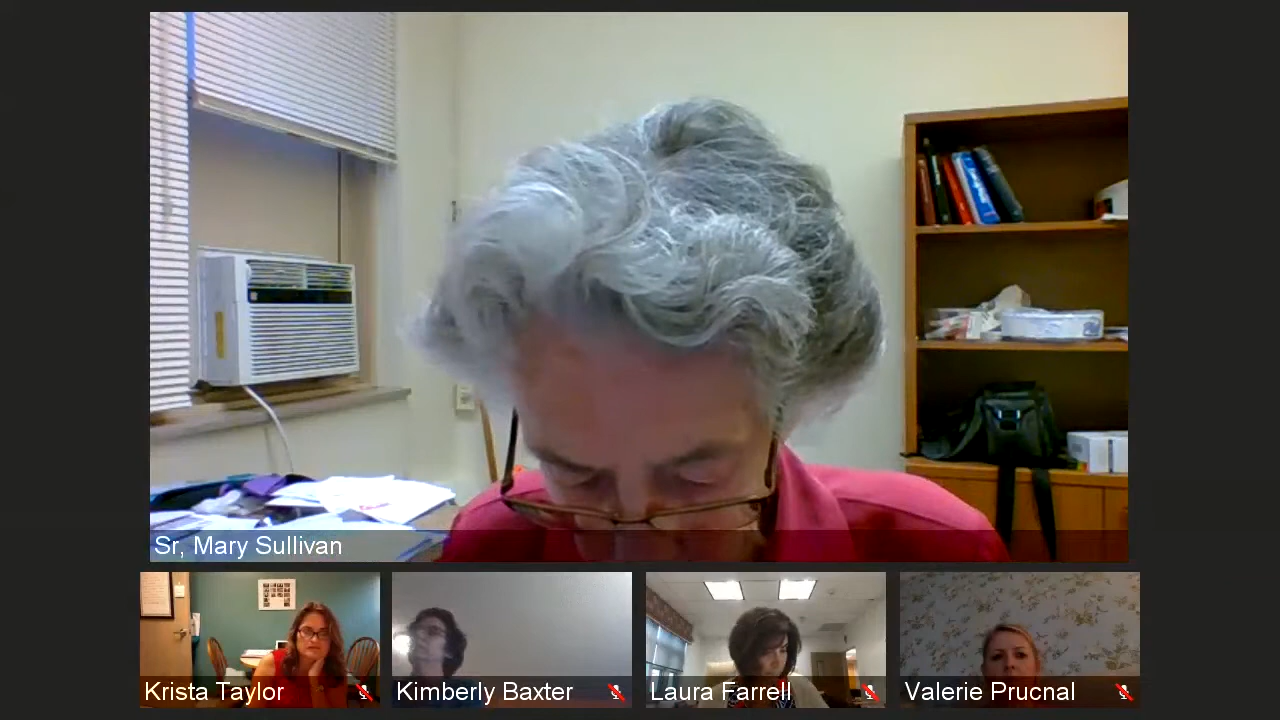 Sr, Mary Sullivan
Krista Taylor
Kimberly Baxter
Laura Farrell
Valerie Prucnal